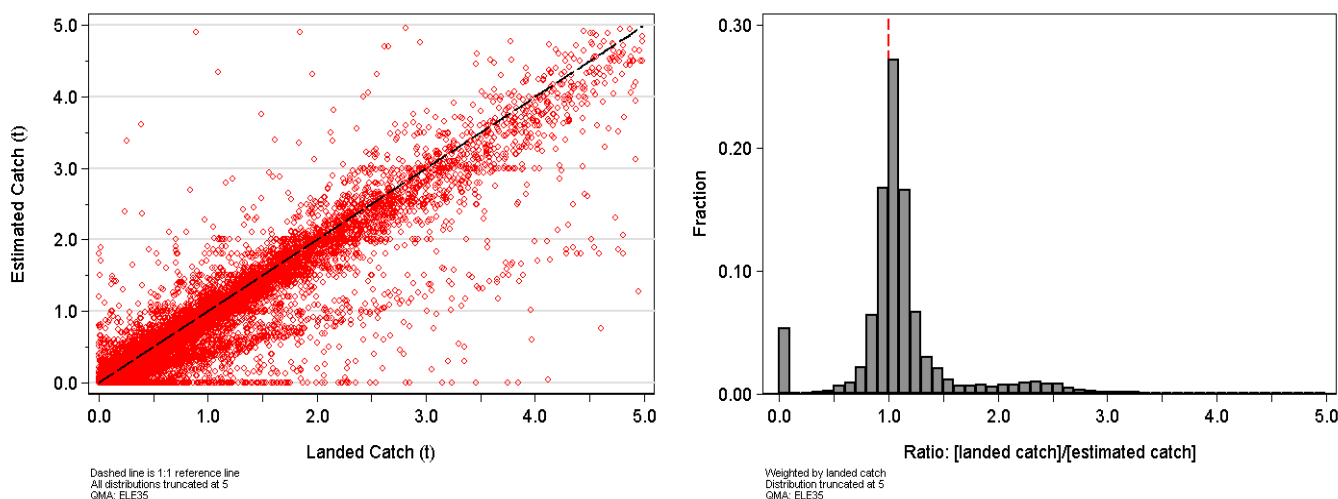 5.0
4.0
3.0
2.0
1.0
0.0
Estimated Catch (t)
0.0 1.0 2.0 3.0 4.0 5.0
Landed Catch (t)
Dashed line is 1:1 reference line
All distributions truncated at 5
QMA: ELE35
0.30
0.20
0.10
0.00
Fraction
0.0 1.0 2.0 3.0 4.0 5.0
Ratio: [landed catch]/[estimated catch]
Weighted by landed catch
Distribution truncated at 5
QMA: ELE35